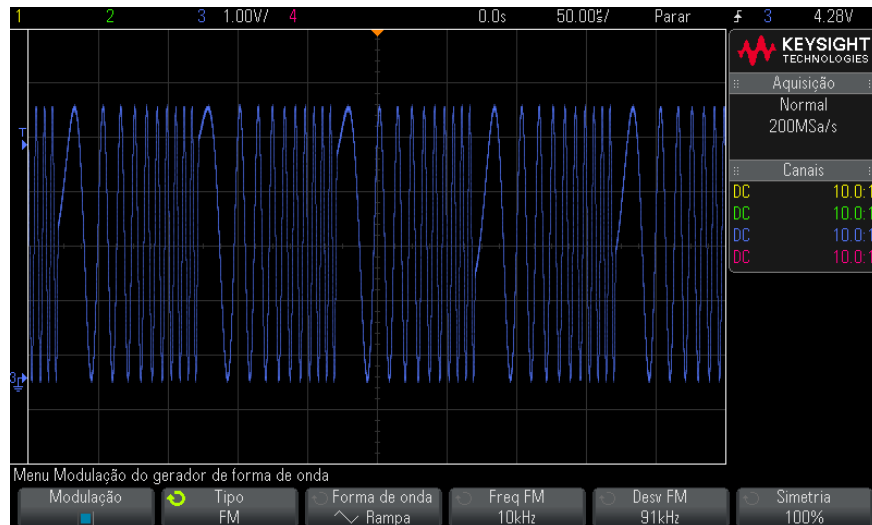 1 2 3 1.00V/ 4 0.0s 50.00us/ Parar 3 4.28V
KEYSIGHT
TECHNOLOGIES
Aquisição
Normal
200MSa/s
Canais
DC 10.0:1
DC 10.0:1
DC 10.0:1
DC 10.0:1
T
3
Menu Modulação do gerador de forma de onda
Modulação Tipo Forma de onda Freq FM Desv FM Simetria
FM Rampa 10kHz 91kHz 100%